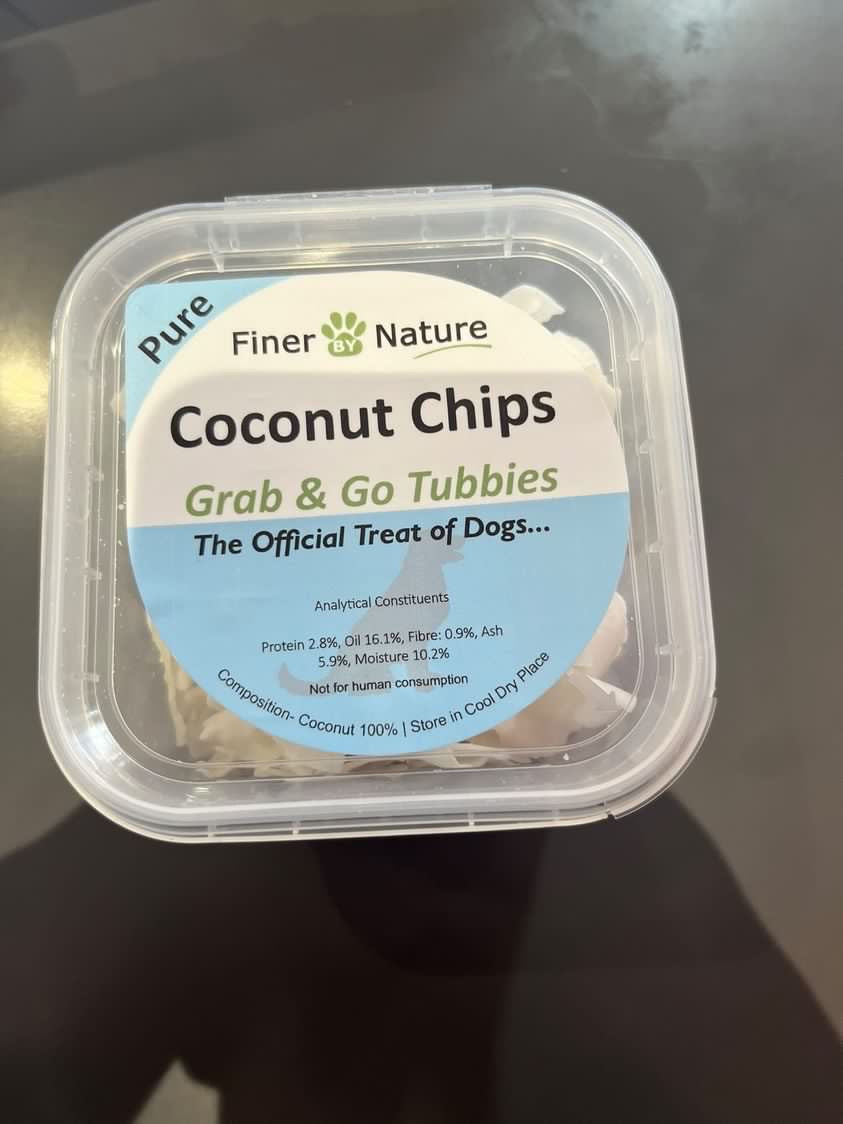 Pure
Finer BY Nature
Coconut Chips
Grab & Go Tubbies
The Official Treat of Dogs...
Analytical Constituents
Protein 2.8%, Oil 16.1%, Fibre: 0.9%, Ash
5.9%, Moisture 10.2%
Not for human consumption
Composition- Coconut 100% | Store in Cool Dry Place